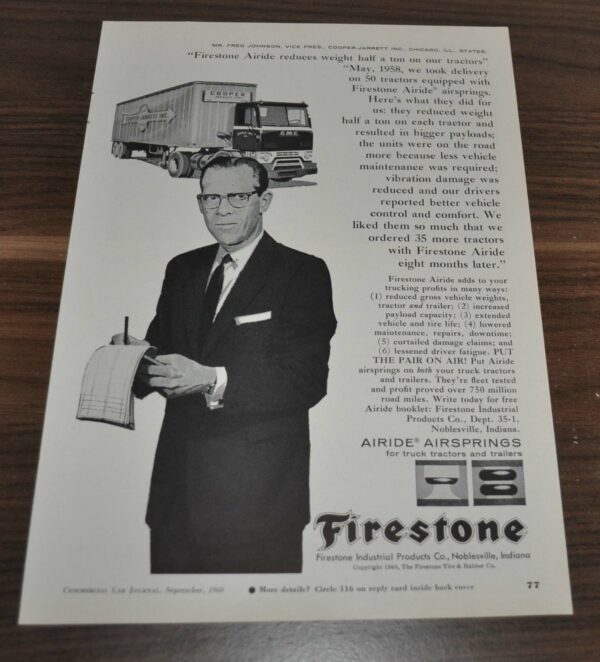 MR. FRED JOHNSON, VICE PRES., COOPER-JARRETT INC., CHICAGO, ILL. STATES:
"Firestone Airide reduces weight half a ton on our tractors"
"May, 1958, we took delivery
on 50 tractors equipped with
Firestone Airide® airsprings.
Here's what they did for
us: they reduced weight
half a ton on each tractor and
resulted in bigger payloads;
the units were on the road
more because less vehicle
maintenance was required;
vibration damage was
reduced and our drivers
reported better vehicle
control and comfort. We
liked them so much that we
ordered 35 more tractors
with Firestone Airide
eight months later."
COOPER
COOPER-JARRETT INC.
GMC
Firestone Airide adds to your
trucking profits in many ways:
(1) reduced gross vehicle weights,
tractor and trailer; (2) increased
payload capacity; (3) extended
vehicle and tire life; (4) lowered
maintenance, repairs, downtime;
(5) curtailed damage claims; and
(6) lessened driver fatigue. PUT
THE PAIR ON AIR! Put Airide
airsprings on both your truck tractors
and trailers. They're fleet tested
and profit proved over 750 million
road miles. Write today for free
Airide booklet: Firestone Industrial
Products Co., Dept. 35-1,
Noblesville, Indiana.
AIRIDE® AIRSPRINGS
for truck tractors and trailers
Firestone
Firestone Industrial Products Co., Noblesville, Indiana
Copyright 1960, The Firestone Tire & Rubber Co.
COMMERCIAL CAR JOURNAL, September, 1960
● More details? Circle 116 on reply card inside back cover
77